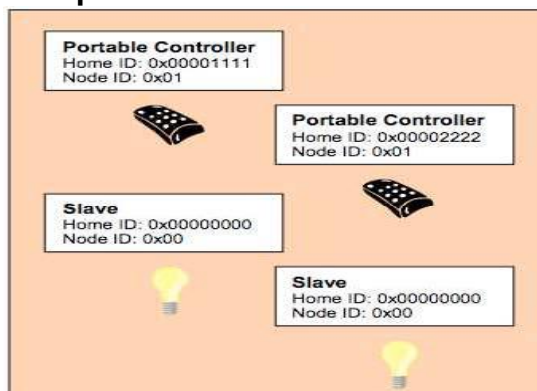 Portable Controller
Home ID: 0x00001111
Node ID: 0x01
Portable Controller
Home ID: 0x00002222
Node ID: 0x01
Slave
Home ID: 0x00000000
Node ID: 0x00
Slave
Home ID: 0x00000000
Node ID: 0x00